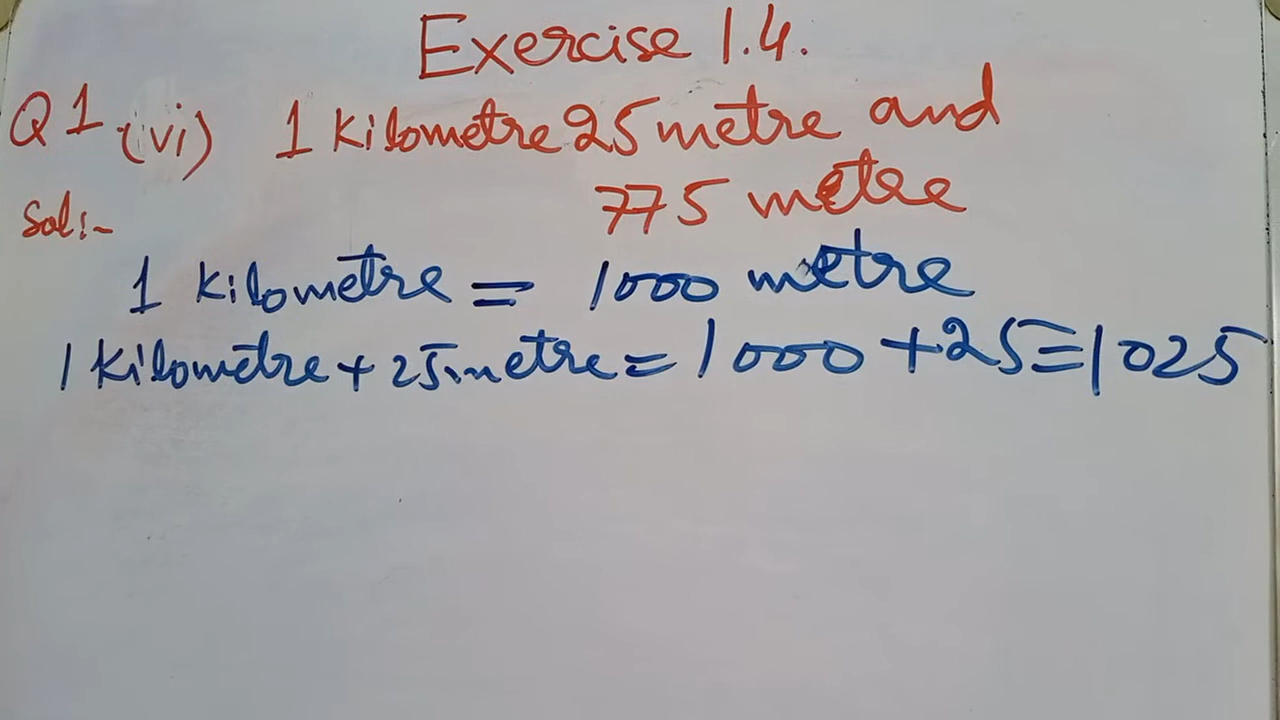 Exercise 1.4.
Q1 (vi) 1 Kilometre 25 metre and
775 metre
Sol:-
1 Kilometre = 1000 metre
1 Kilometre + 25 metre = 1000 + 25 = 1025